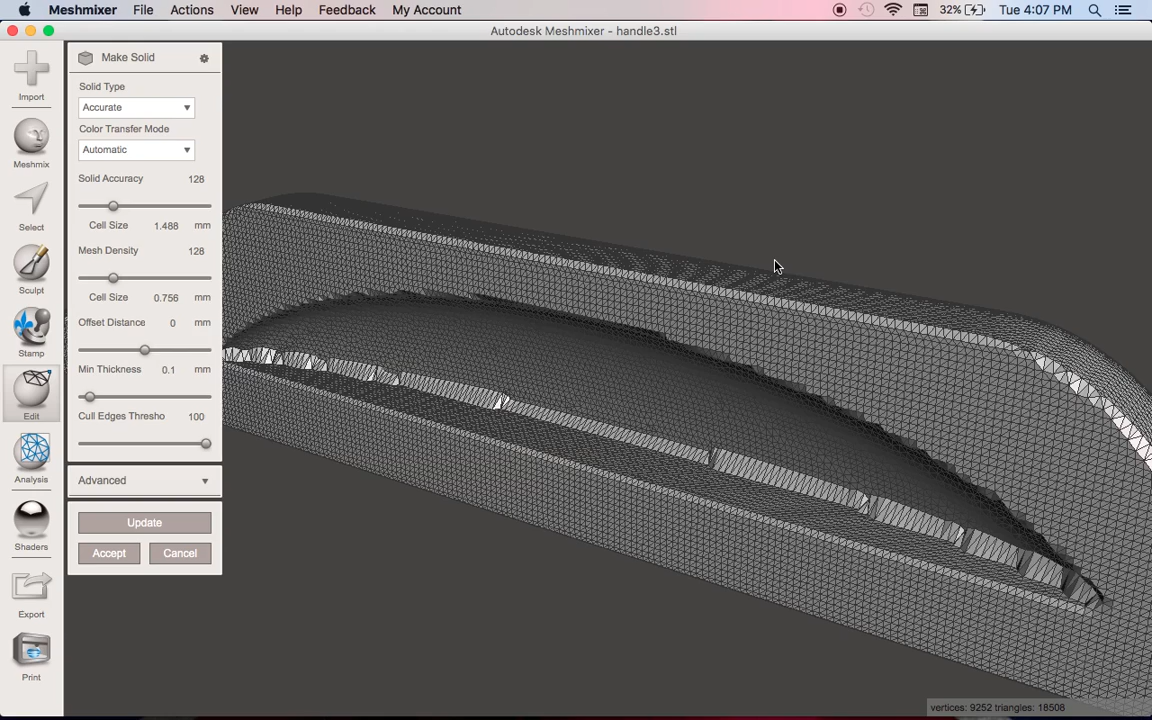 Meshmixer File Actions View Help Feedback My Account 32% Tue 4:07 PM
Autodesk Meshmixer - handle3.stl
Import
Meshmix
Select
Sculpt
Stamp
Edit
Analysis
Shaders
Export
Print
Make Solid
Solid Type
Accurate
Color Transfer Mode
Automatic
Solid Accuracy 128
Cell Size 1.488 mm
Mesh Density 128
Cell Size 0.756 mm
Offset Distance 0 mm
Min Thickness 0.1 mm
Cull Edges Thresho 100
Advanced
Update
Accept Cancel
vertices: 9252 triangles: 18508